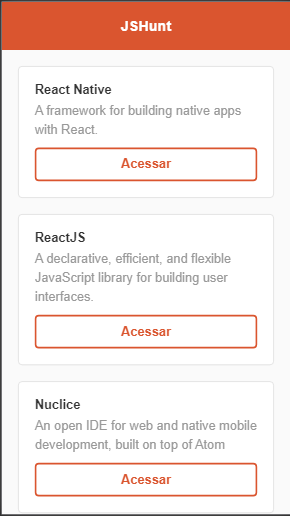 JSHunt
React Native
A framework for building native apps
with React.
Acessar
ReactJS
A declarative, efficient, and flexible
JavaScript library for building user
interfaces.
Acessar
Nuclice
An open IDE for web and native mobile
development, built on top of Atom
Acessar